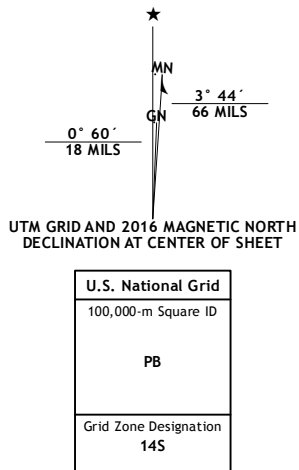 MN
3° 44´
66 MILS
GN
0° 60´
18 MILS
UTM GRID AND 2016 MAGNETIC NORTH
DECLINATION AT CENTER OF SHEET
U.S. National Grid
100,000-m Square ID
PB
Grid Zone Designation
14S